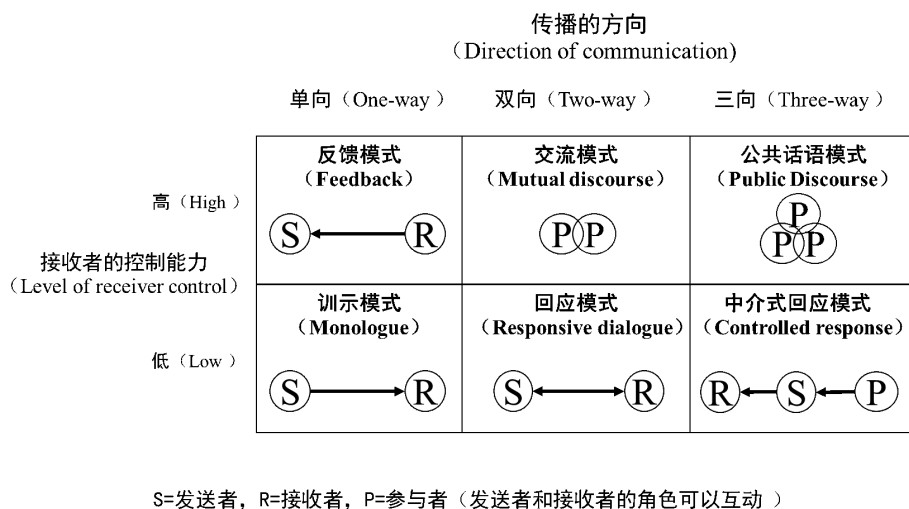 传播的方向
（Direction of communication)
单向（One-way ） 双向（Two-way） 三向（Three-way）
反馈模式 交流模式 公共话语模式
（Feedback） （Mutual discourse） （Public Discourse）
高（High ）
S R P P P P P
接收者的控制能力
（Level of receiver control）
训示模式 回应模式 中介式回应模式
（Monologue） （Responsive dialogue） （Controlled response）
低（Low ）
S R S R R S P
S=发送者，R=接收者，P=参与者（发送者和接收者的角色可以互动 ）